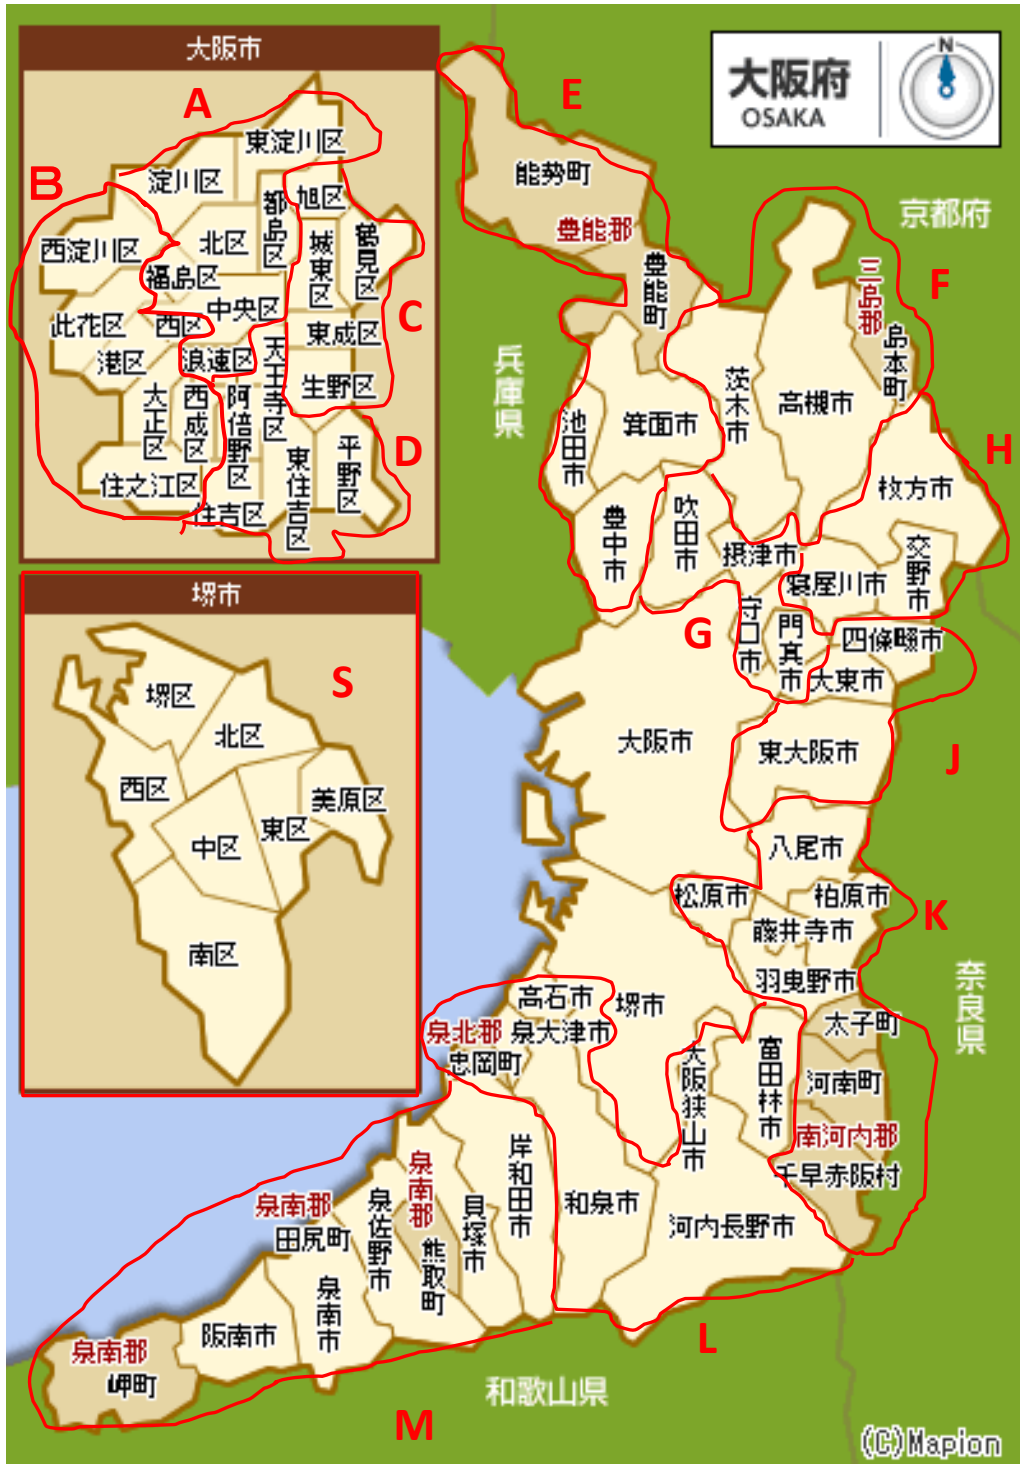 大阪市
A
東淀川区
淀川区
B
旭区
都島区
北区
城東区
鶴見区
西淀川区
福島区
中央区
C
此花区
西区
東成区
港区
浪速区
天王寺区
生野区
大正区
西成区
阿倍野区
D
平野区
東住吉区
住之江区
住吉区
堺市
S
堺区
北区
西区
美原区
東区
中区
南区
大阪府
OSAKA
N
E
能勢町
豊能郡
豊能町
京都府
F
三島郡
島本町
兵庫県
茨木市
高槻市
池田市
箕面市
H
枚方市
吹田市
豊中市
摂津市
交野市
寝屋川市
守口市
G
門真市
四條畷市
大東市
大阪市
東大阪市
J
八尾市
松原市
柏原市
K
藤井寺市
羽曳野市
奈良県
高石市
堺市
泉北郡
泉大津市
忠岡町
太子町
大阪狭山市
富田林市
河南町
南河内郡
千早赤阪村
岸和田市
泉南郡
熊取町
貝塚市
和泉市
河内長野市
泉南郡
田尻町
泉佐野市
泉南市
阪南市
泉南郡
岬町
L
M
和歌山県
(C)Mapion